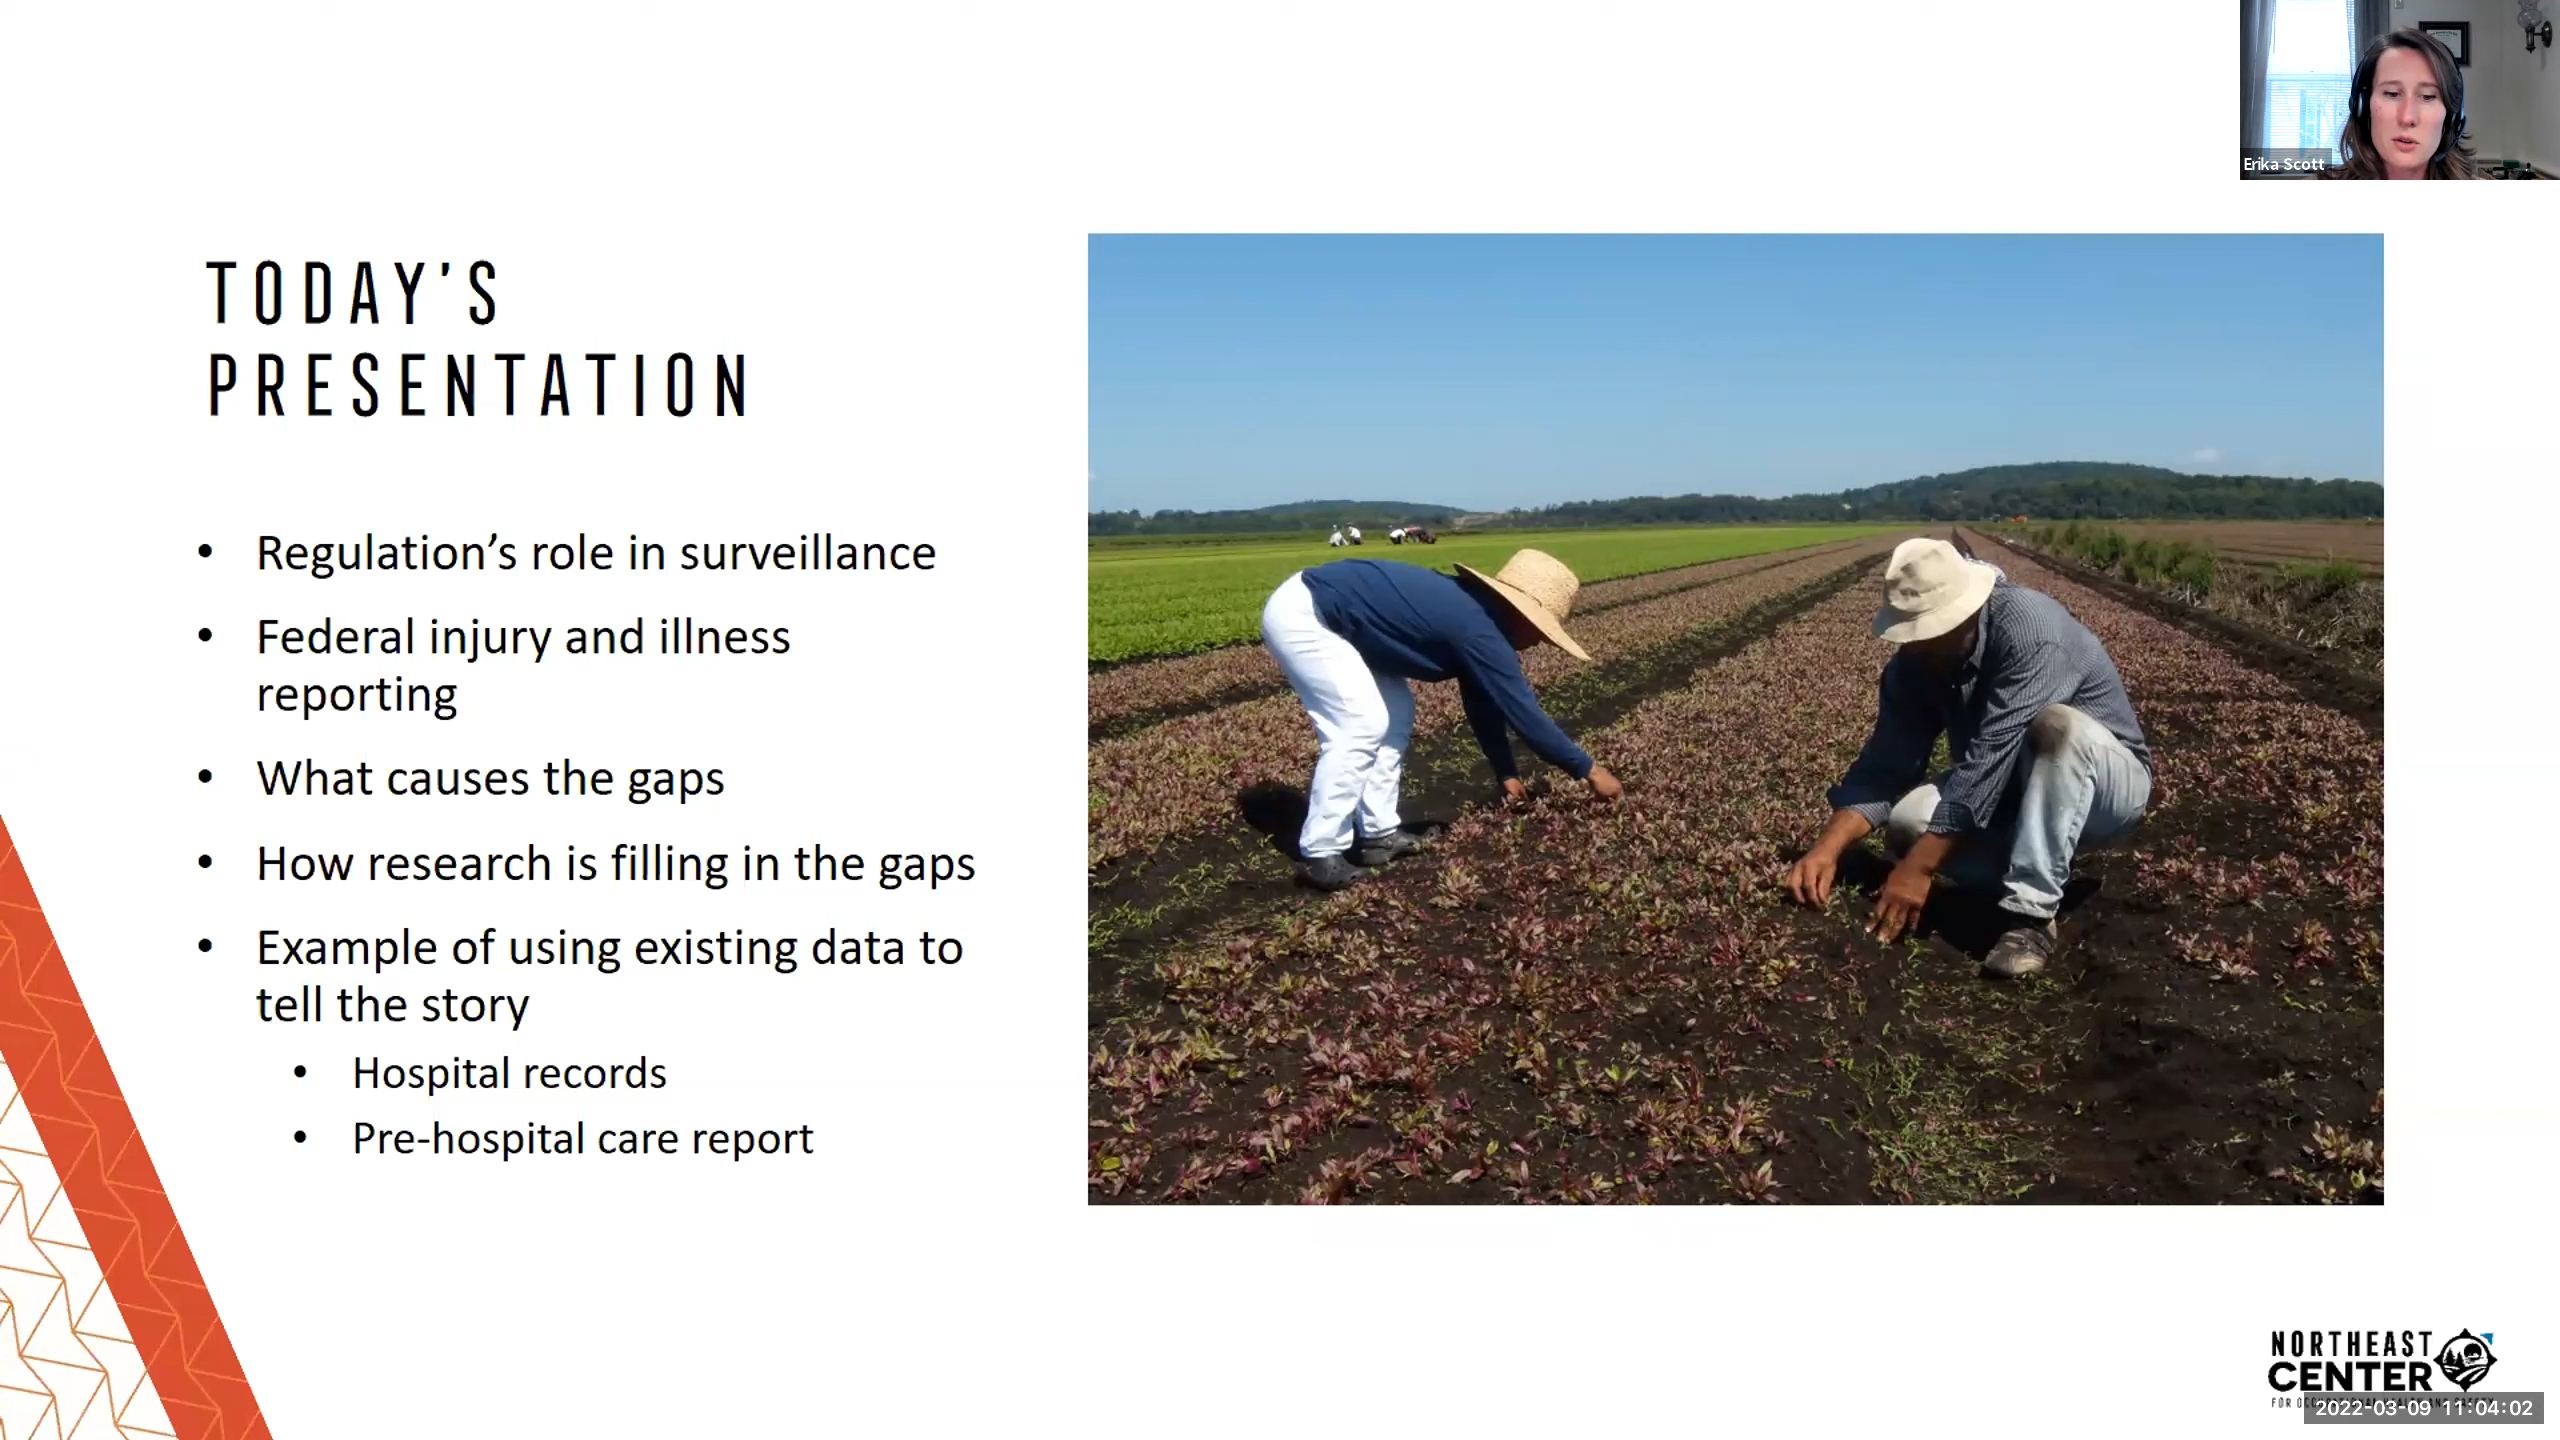 Erika Scott
TODAY’S
PRESENTATION
• Regulation’s role in surveillance
• Federal injury and illness
reporting
• What causes the gaps
• How research is filling in the gaps
• Example of using existing data to
tell the story
• Hospital records
• Pre-hospital care report
NORTHEAST
CENTER
2022-03-09 11:04:02